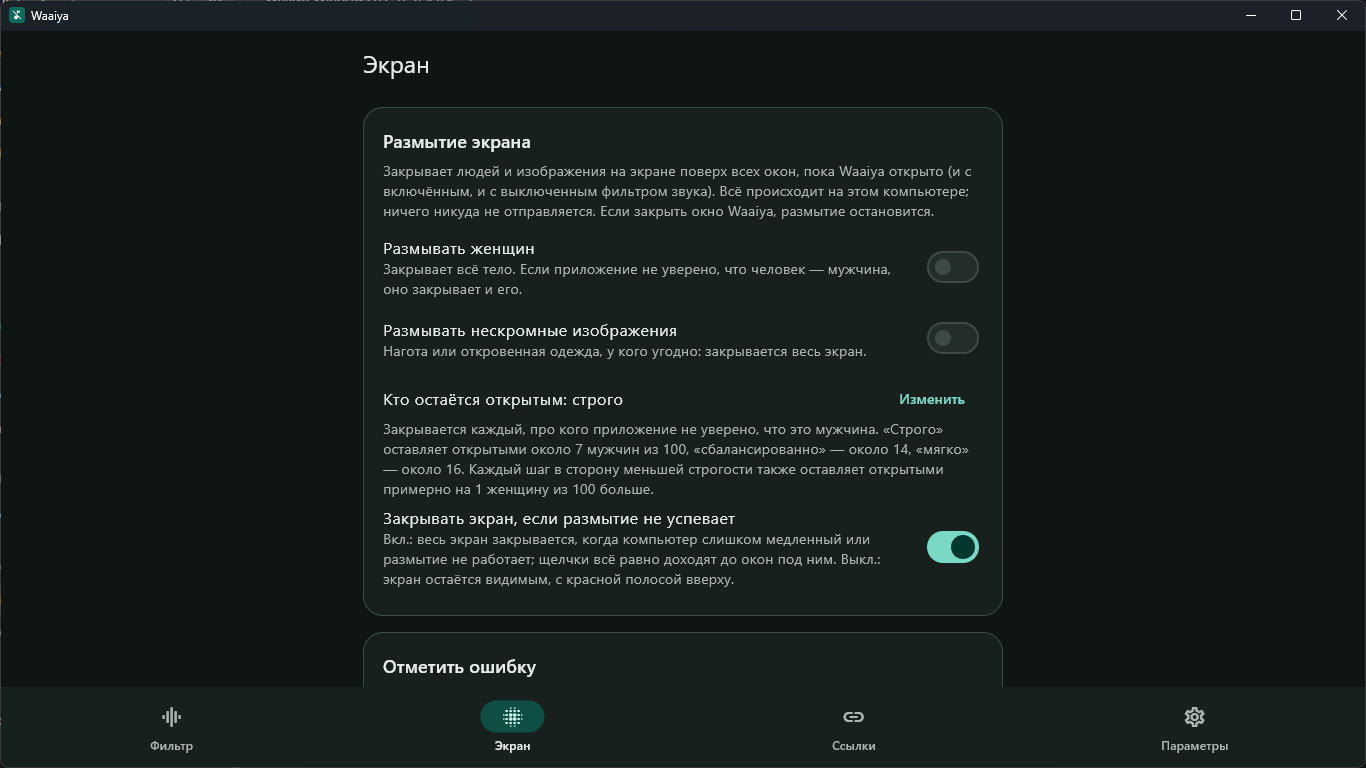 Waaiya
Экран
Размытие экрана
Закрывает людей и изображения на экране поверх всех окон, пока Waaiya открыто (и с
включённым, и с выключенным фильтром звука). Всё происходит на этом компьютере;
ничего никуда не отправляется. Если закрыть окно Waaiya, размытие остановится.
Размывать женщин
Закрывает всё тело. Если приложение не уверено, что человек — мужчина,
оно закрывает и его.
Размывать нескромные изображения
Нагота или откровенная одежда, у кого угодно: закрывается весь экран.
Кто остаётся открытым: строго
Изменить
Закрывается каждый, про кого приложение не уверено, что это мужчина. «Строго»
оставляет открытыми около 7 мужчин из 100, «сбалансированно» — около 14, «мягко»
— около 16. Каждый шаг в сторону меньшей строгости также оставляет открытыми
примерно на 1 женщину из 100 больше.
Закрывать экран, если размытие не успевает
Вкл.: весь экран закрывается, когда компьютер слишком медленный или
размытие не работает; щелчки всё равно доходят до окон под ним. Выкл.:
экран остаётся видимым, с красной полосой вверху.
Отметить ошибку
Фильтр
Экран
Ссылки
Параметры